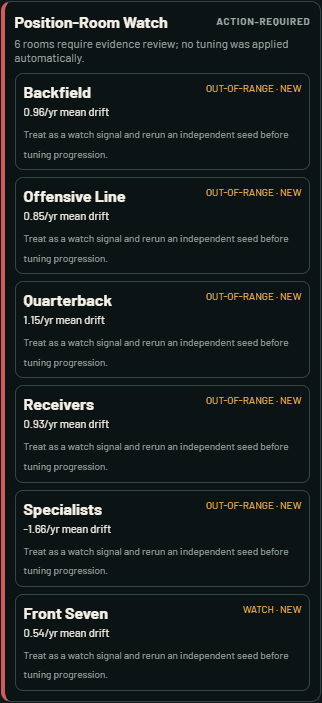 Position-Room Watch ACTION-REQUIRED
6 rooms require evidence review; no tuning was applied
automatically.
Backfield OUT-OF-RANGE · NEW
0.96/yr mean drift
Treat as a watch signal and rerun an independent seed before
tuning progression.
Offensive Line OUT-OF-RANGE · NEW
0.85/yr mean drift
Treat as a watch signal and rerun an independent seed before
tuning progression.
Quarterback OUT-OF-RANGE · NEW
1.15/yr mean drift
Treat as a watch signal and rerun an independent seed before
tuning progression.
Receivers OUT-OF-RANGE · NEW
0.93/yr mean drift
Treat as a watch signal and rerun an independent seed before
tuning progression.
Specialists OUT-OF-RANGE · NEW
-1.66/yr mean drift
Treat as a watch signal and rerun an independent seed before
tuning progression.
Front Seven WATCH · NEW
0.54/yr mean drift
Treat as a watch signal and rerun an independent seed before
tuning progression.